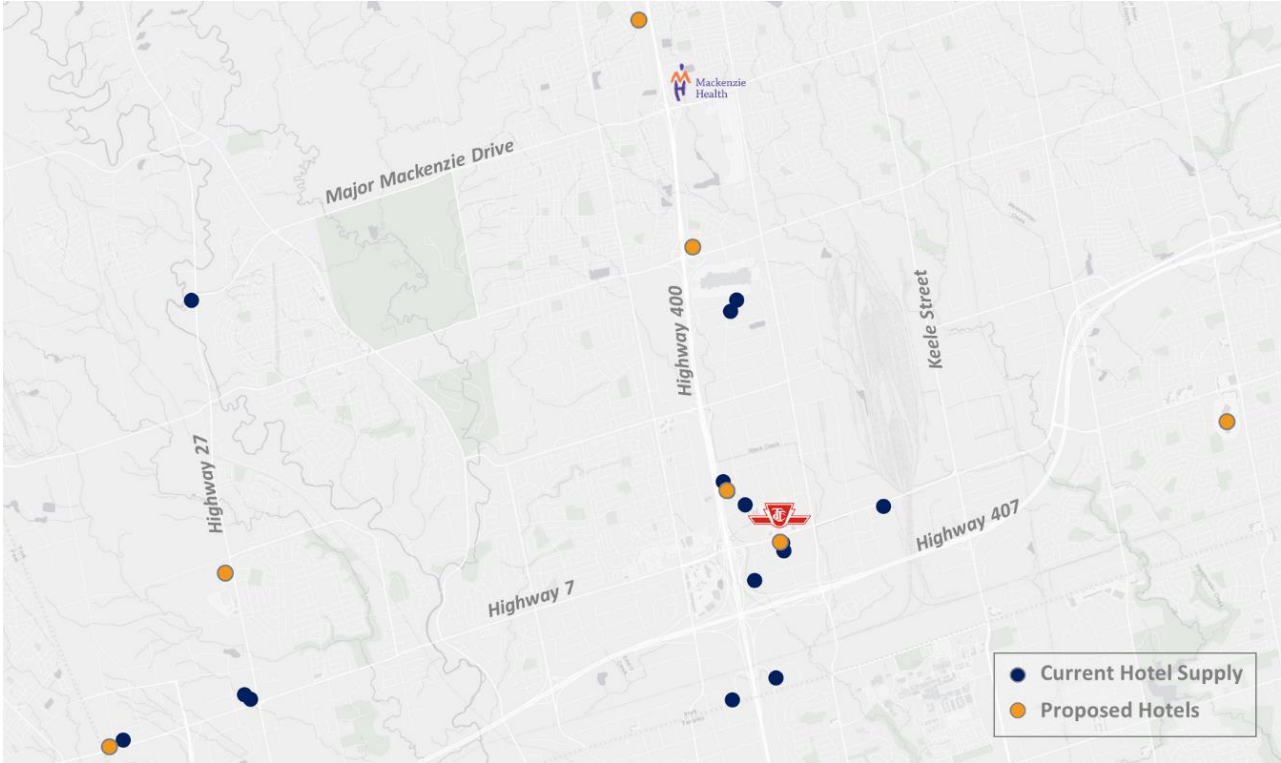 Mackenzie
Health
Major Mackenzie Drive
Highway 400
Keele Street
Highway 27
Highway 407
Highway 7
Current Hotel Supply
Proposed Hotels